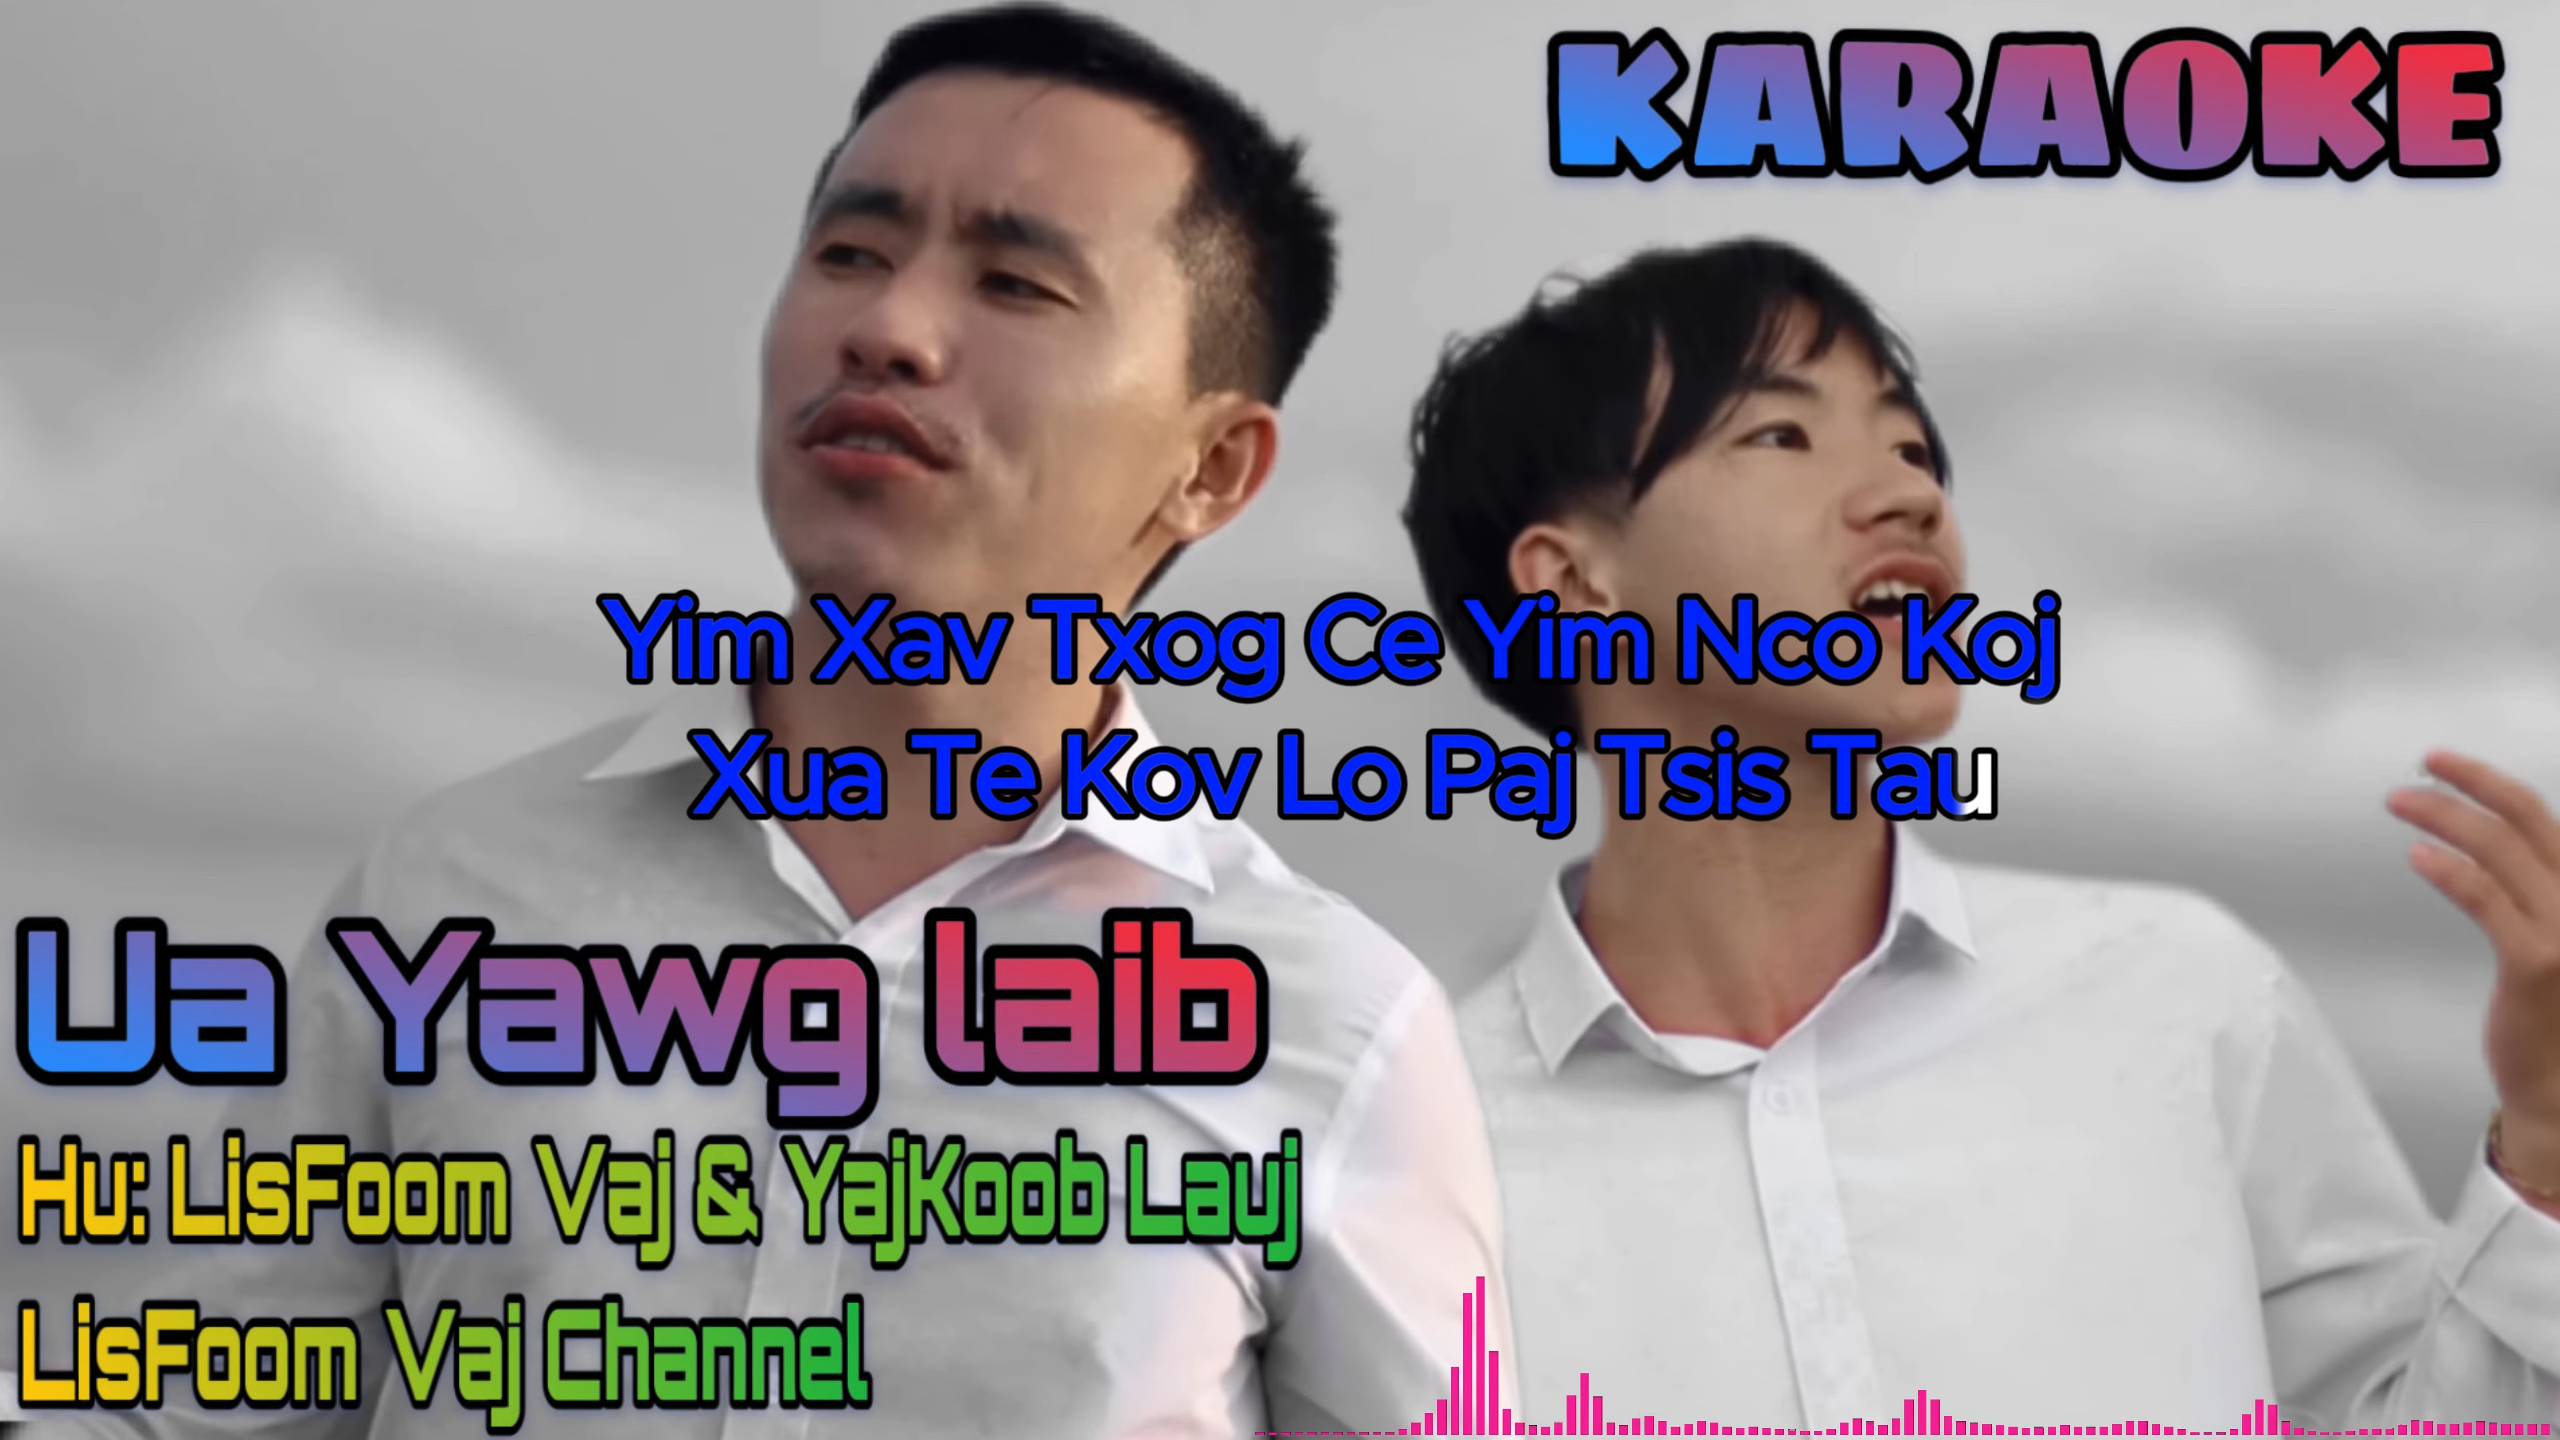 KARAOKE
Yim Xav Txog Ce Yim Nco Koj
Xua Te Kov Lo Paj Tsis Tau
Ua Yawg laib
Hu: LisFoom Vaj & YajKoob Lauj
LisFoom Vaj Channel